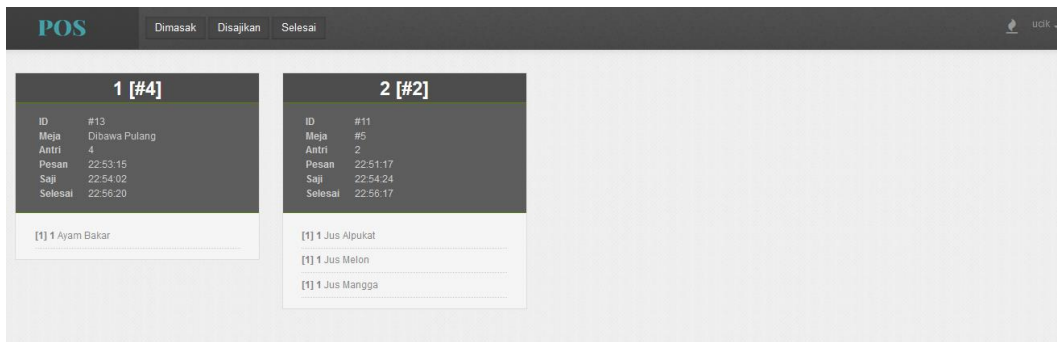 POS Dimasak Disajikan Selesai ucik
1 [#4]
ID #13
Meja Dibawa Pulang
Antri 4
Pesan 22:53:15
Saji 22:54:02
Selesai 22:56:20
[1] 1 Ayam Bakar
2 [#2]
ID #11
Meja #5
Antri 2
Pesan 22:51:17
Saji 22:54:24
Selesai 22:56:17
[1] 1 Jus Alpukat
[1] 1 Jus Melon
[1] 1 Jus Mangga